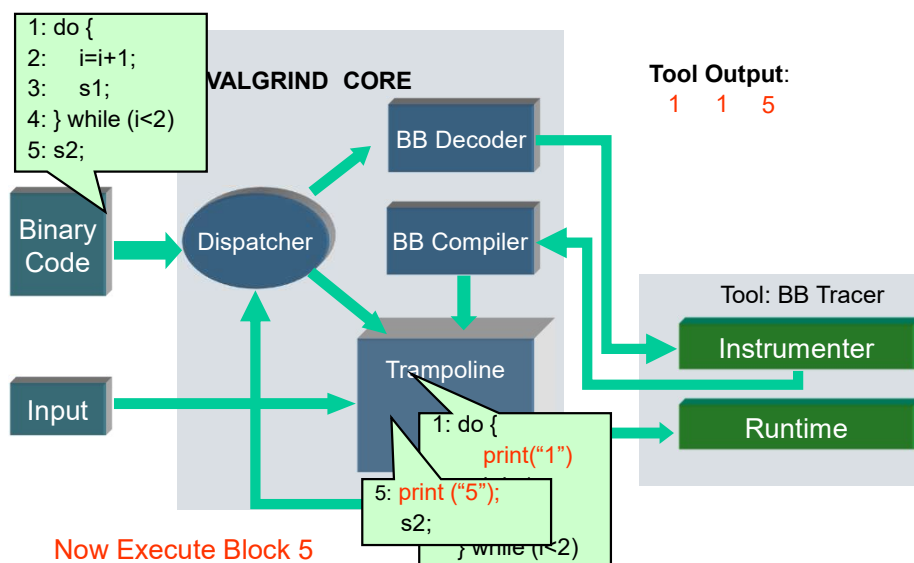 1: do {
2: i=i+1;
3: s1;
4: } while (i<2)
5: s2;
VALGRIND CORE
Tool Output:
1 1 5
BB Decoder
Binary
Code
Dispatcher
BB Compiler
Tool: BB Tracer
Instrumenter
Trampoline
Input
Runtime
1: do {
print(“1”)
5: print (“5”);
s2;
} while (i<2)
Now Execute Block 5